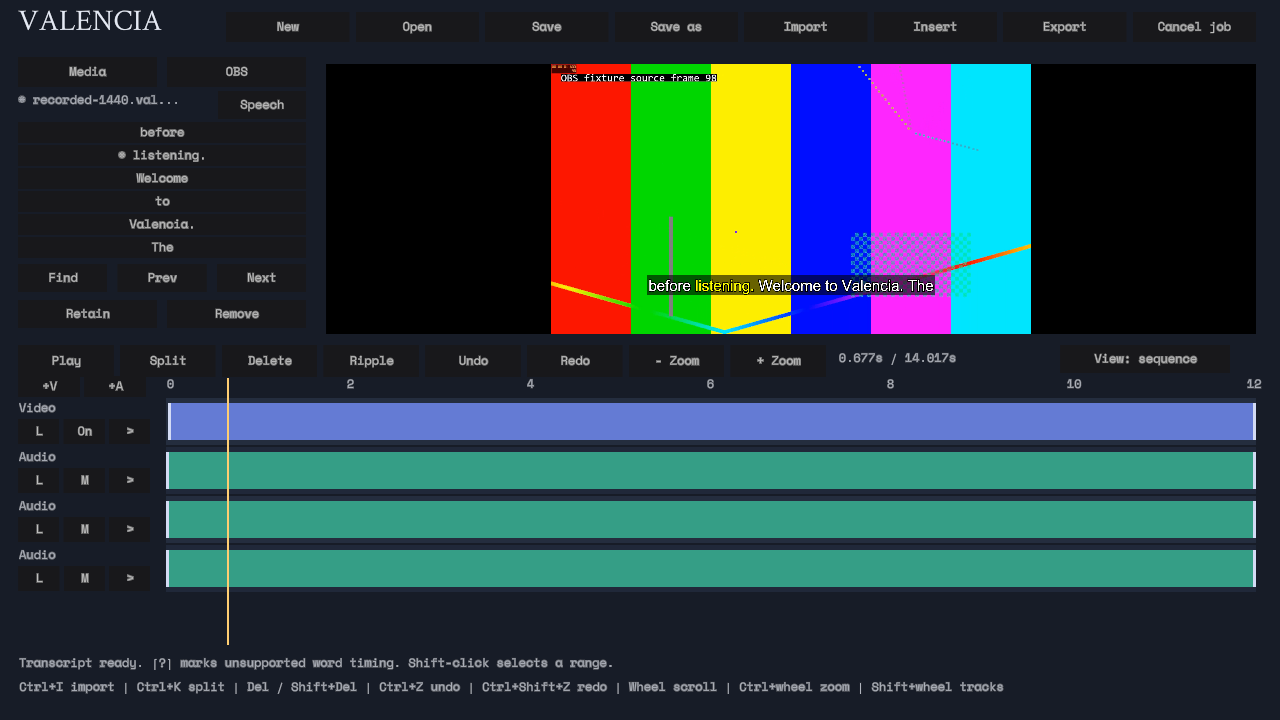 VALENCIA
New Open Save Save as Import Insert Export Cancel job
Media OBS
recorded-1440.val... Speech
before
listening.
Welcome
to
Valencia.
The
Find Prev Next
Retain Remove
OBS fixture source frame 98
before listening. Welcome to Valencia. The
Play Split Delete Ripple Undo Redo - Zoom + Zoom 0.677s / 14.017s View: sequence
+V +A 0 2 4 6 8 10 12
Video
L On >
Audio
L M >
Audio
L M >
Audio
L M >
Transcript ready. [?] marks unsupported word timing. Shift-click selects a range.
Ctrl+I import | Ctrl+K split | Del / Shift+Del | Ctrl+Z undo | Ctrl+Shift+Z redo | Wheel scroll | Ctrl+wheel zoom | Shift+wheel tracks